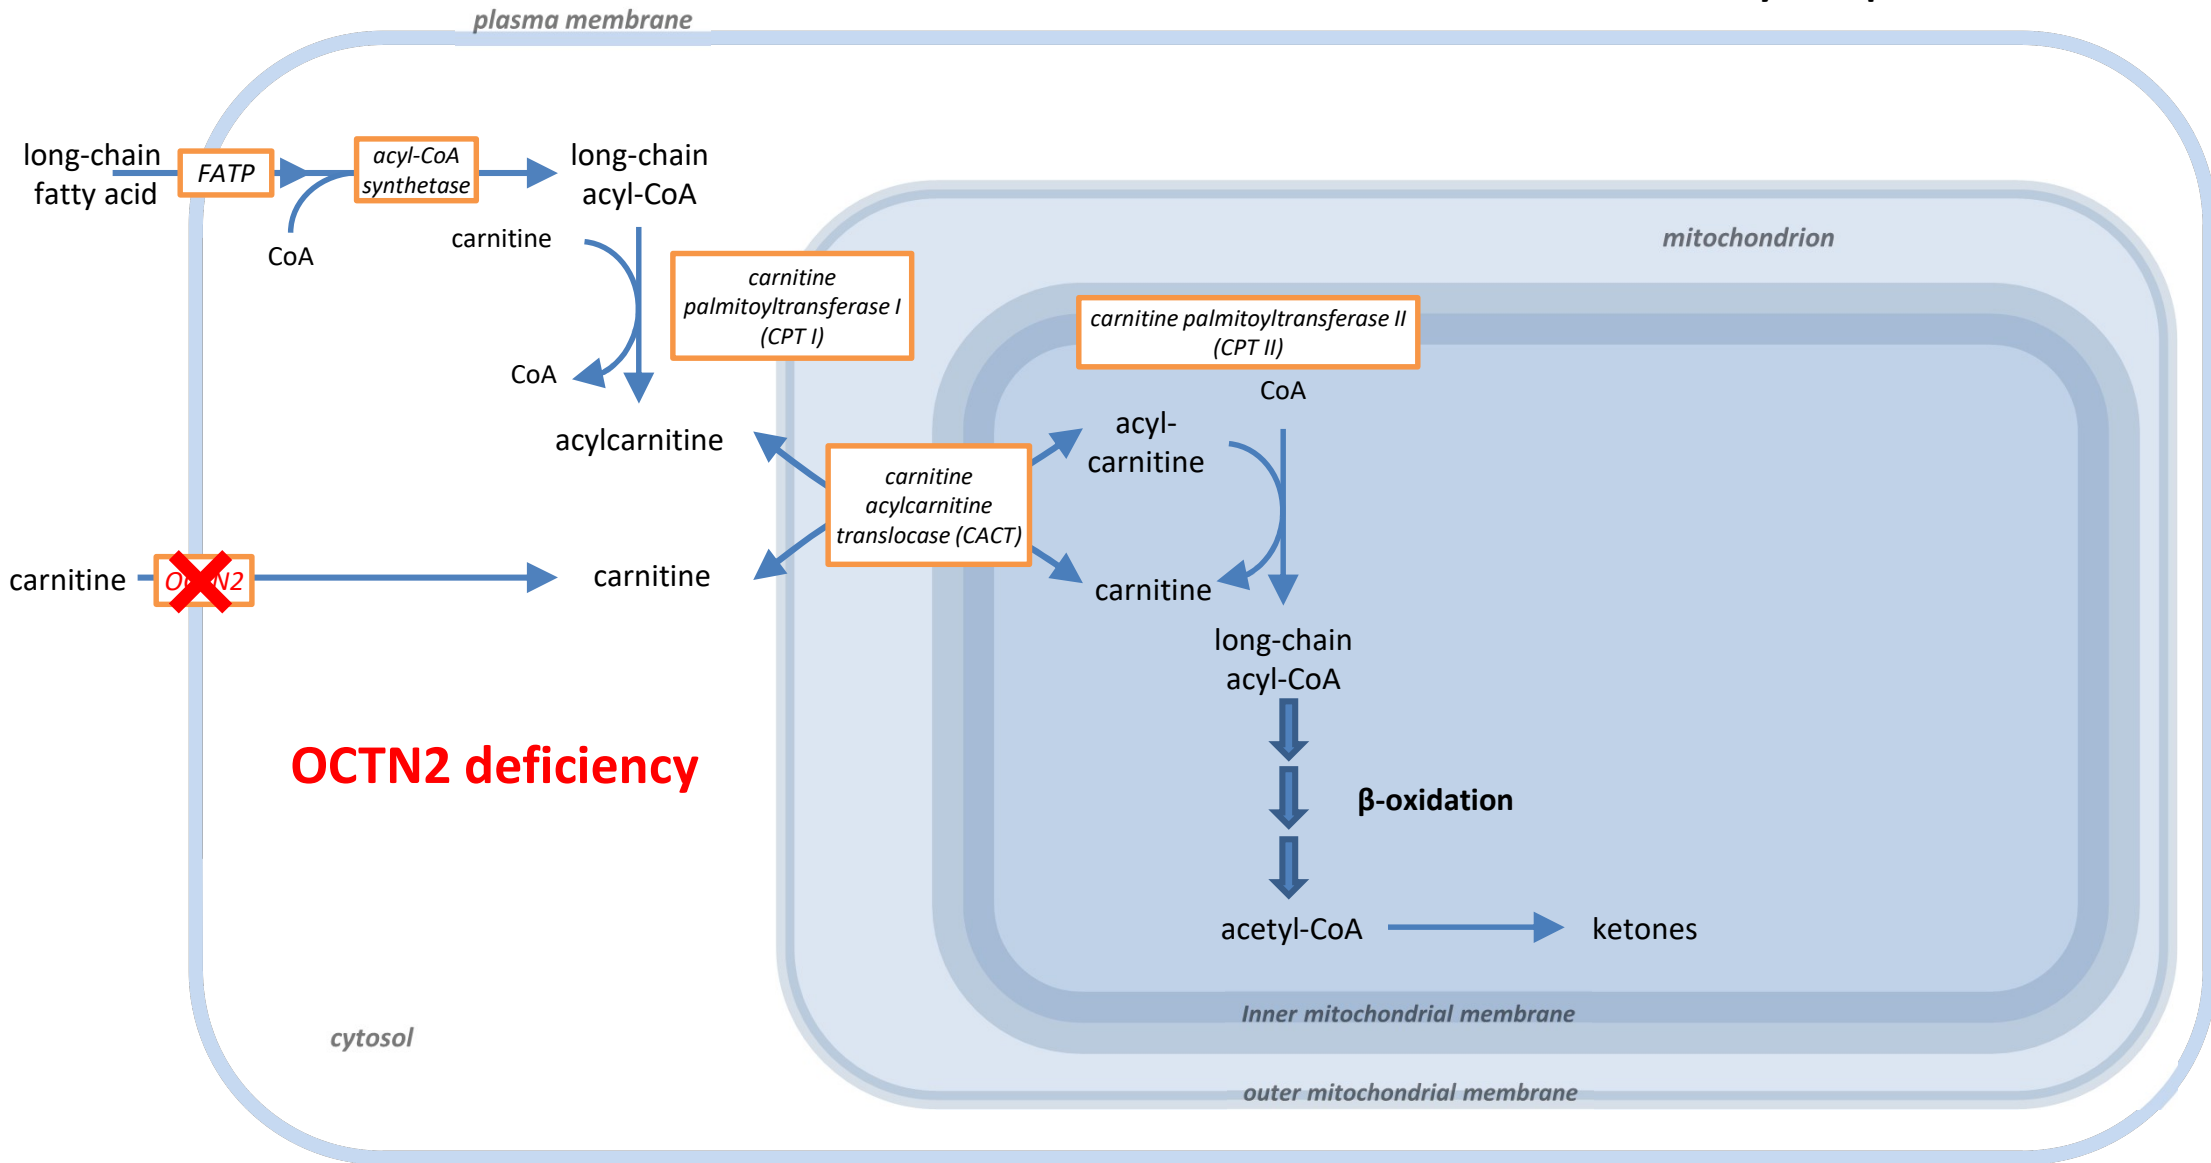 plasma membrane
long-chain
fatty acid
FATP
acyl-CoA
synthetase
long-chain
acyl-CoA
CoA
carnitine
carnitine
palmitoyltransferase I
(CPT I)
CoA
mitochondrion
carnitine palmitoyltransferase II
(CPT II)
CoA
acylcarnitine
carnitine
acylcarnitine
translocase (CACT)
acyl-
carnitine
carnitine
OCTN2
carnitine
carnitine
long-chain
acyl-CoA
OCTN2 deficiency
β-oxidation
acetyl-CoA
ketones
Inner mitochondrial membrane
cytosol
outer mitochondrial membrane